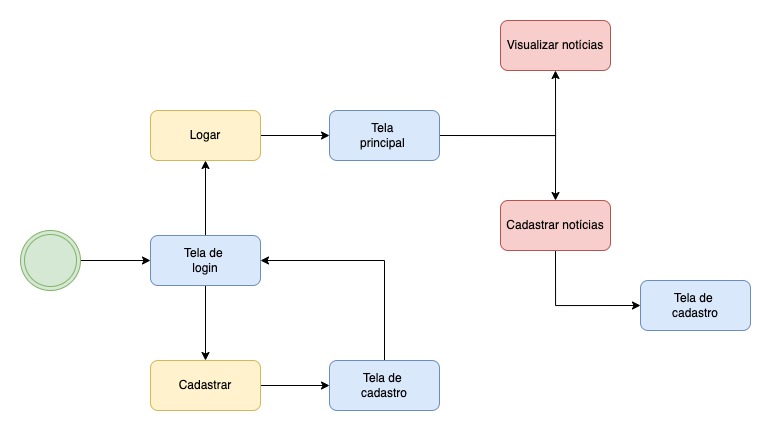 Visualizar notícias
Logar
Tela
principal
Cadastrar notícias
Tela de
login
Tela de
cadastro
Cadastrar
Tela de
cadastro